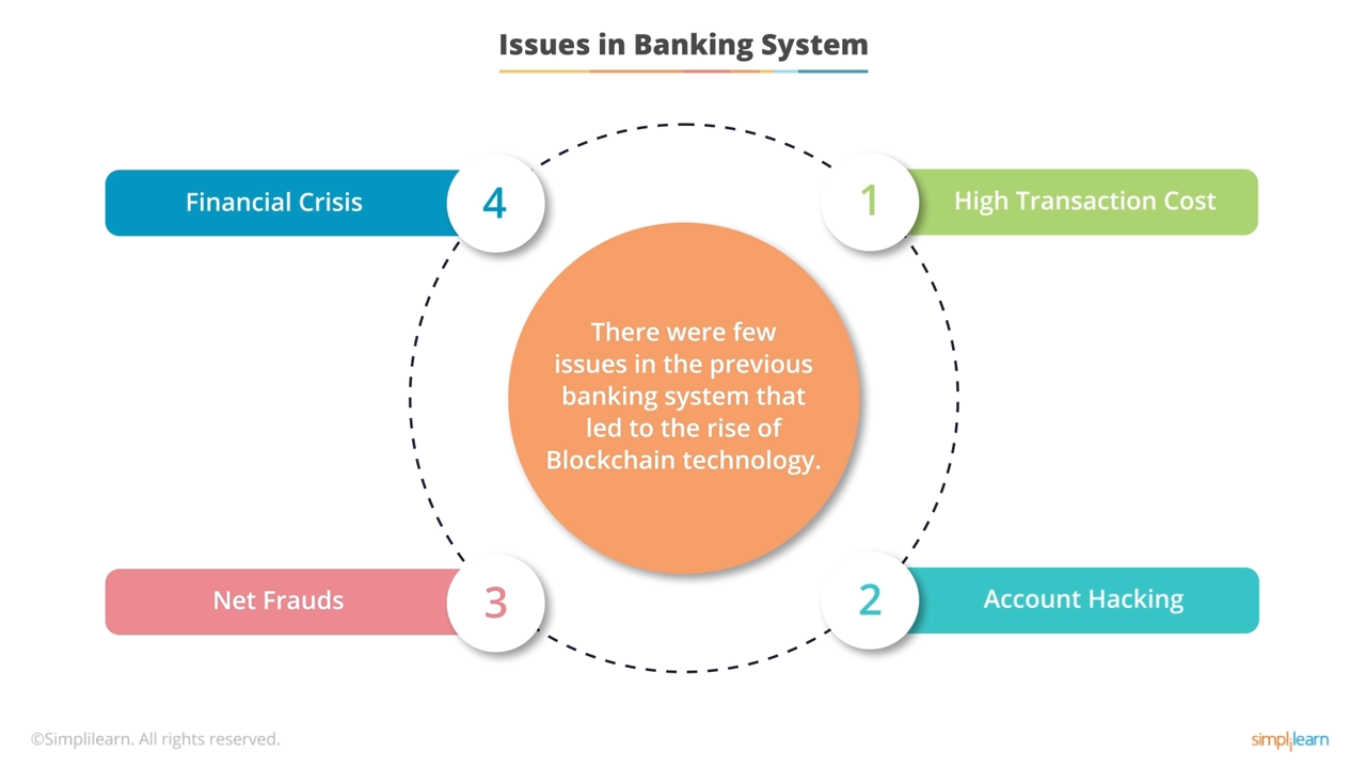 Issues in Banking System
4
Financial Crisis
1
High Transaction Cost
There were few
issues in the previous
banking system that
led to the rise of
Blockchain technology.
3
Net Frauds
2
Account Hacking
©Simplilearn. All rights reserved.
simplilearn